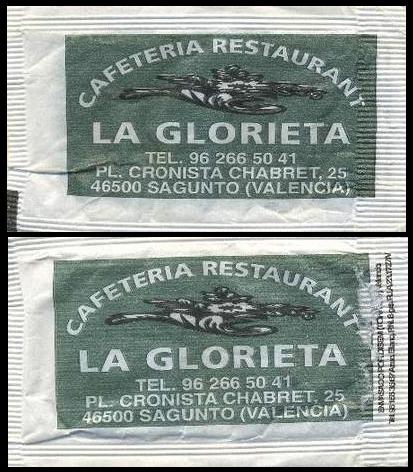 CAFETERIA RESTAURANT
LA GLORIETA
TEL. 96 266 50 41
PL. CRONISTA CHABRET, 25
46500 SAGUNTO (VALENCIA)
CAFETERIA RESTAURANT
LA GLORIETA
TEL. 96 266 50 41
PL. CRONISTA CHABRET, 25
46500 SAGUNTO (VALENCIA)